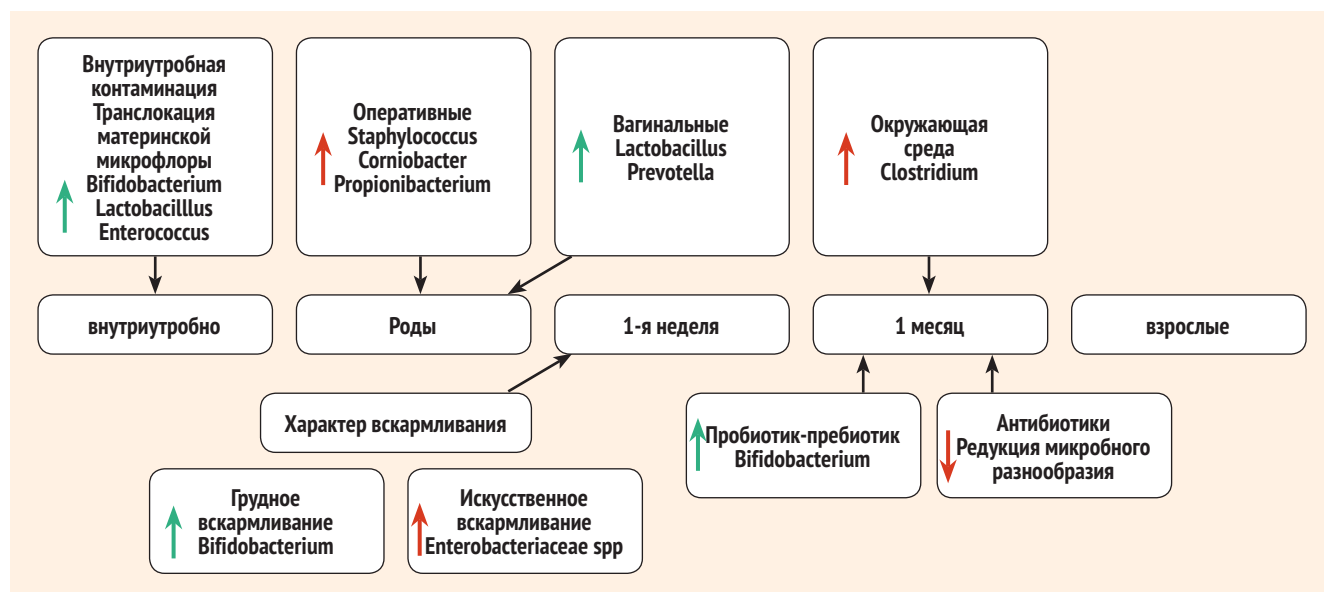 Внутриутробная
контаминация
Транслокация
материнской
микрофлоры
Bifidobacterium
Lactobacilllus
Enterococcus
Оперативные
Staphylococcus
Corniobacter
Propionibacterium
Вагинальные
Lactobacillus
Prevotella
Окружающая
среда
Clostridium
внутриутробно
Роды
1-я неделя
1 месяц
взрослые
Характер вскармливания
Пробиотик-пребиотик
Bifidobacterium
Антибиотики
Редукция микробного
разнообразия
Грудное
вскармливание
Bifidobacterium
Искусственное
вскармливание
Enterobacteriaceae spp